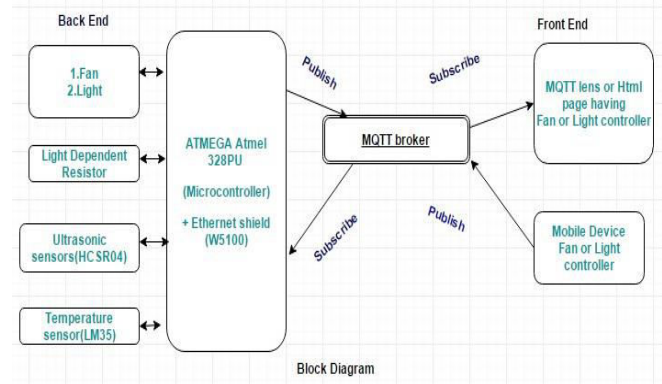 Back End
Front End
1.Fan
2.Light
Light Dependent
Resistor
Ultrasonic
sensors(HCSR04)
Temperature
sensor(LM35)
ATMEGA Atmel
328PU
(Microcontroller)
+ Ethernet shield
(W5100)
Publish
Subscribe
MQTT broker
Subscribe
Publish
MQTT lens or Html
page having
Fan or Light controller
Mobile Device
Fan or Light
controller
Block Diagram